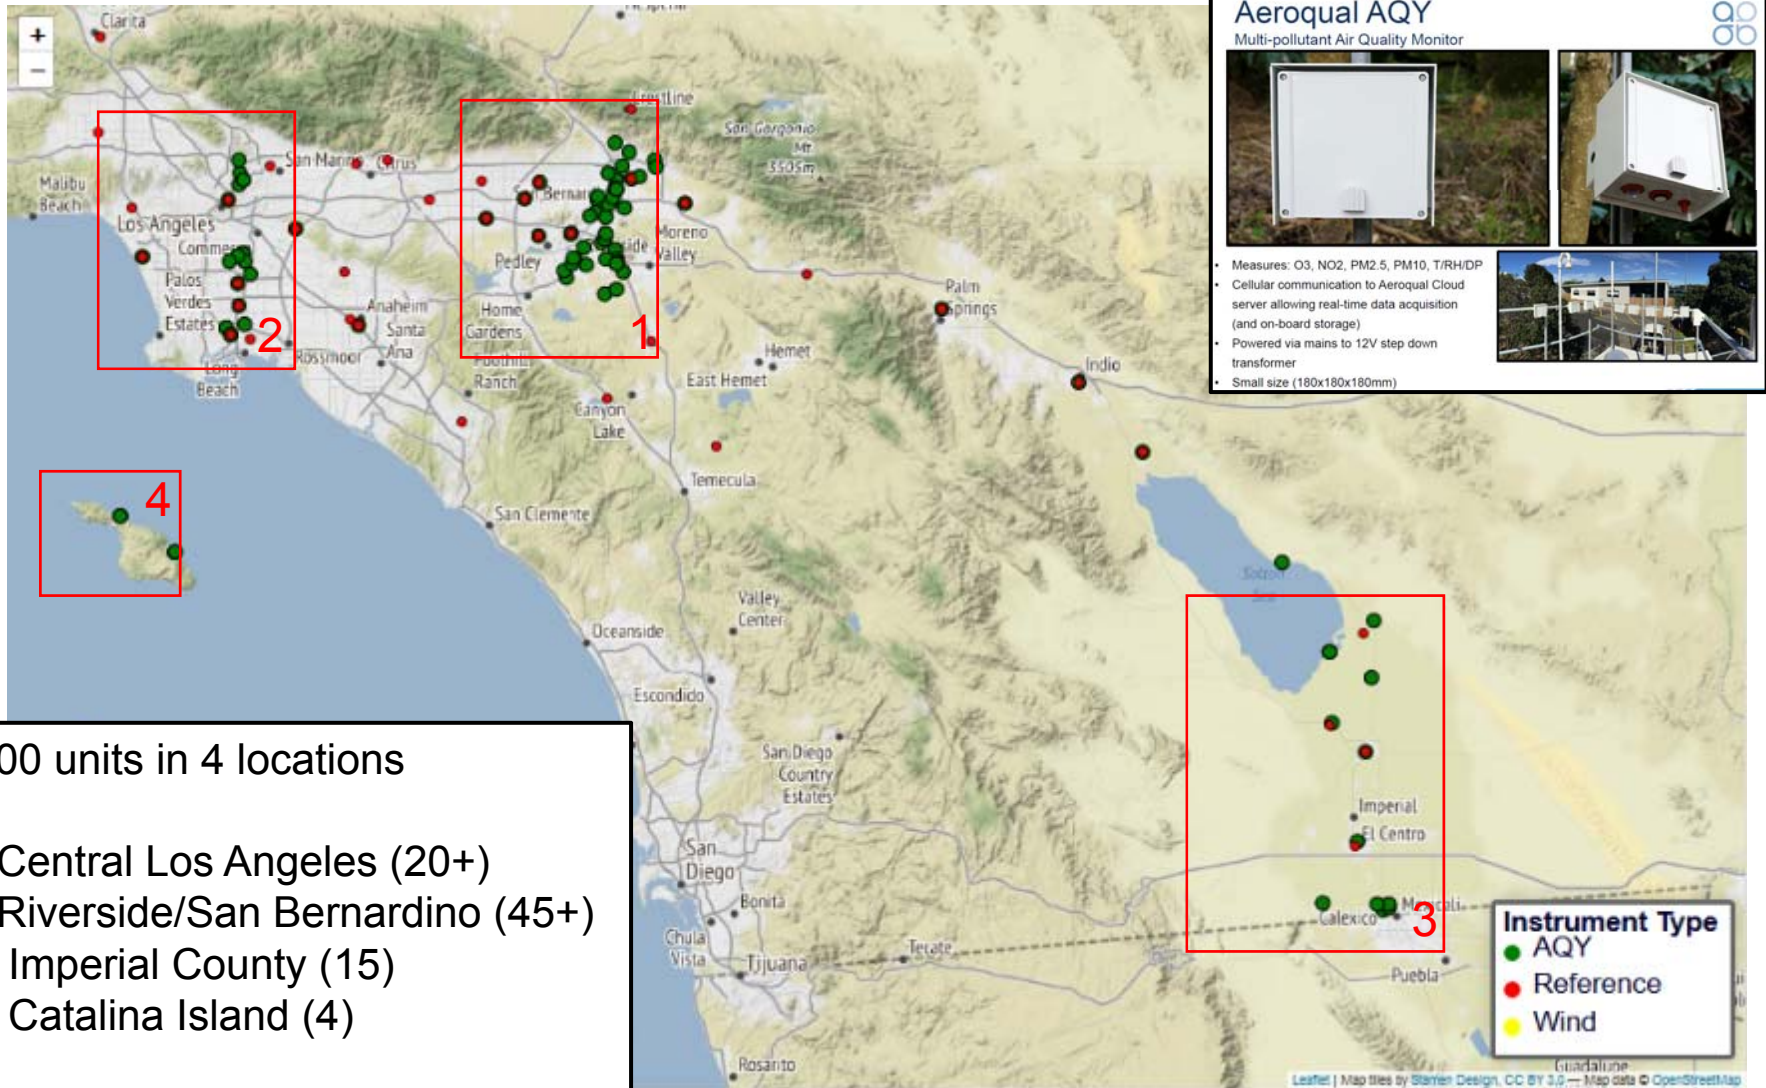 Clarita
+
−
Crestline
San Gorgonio
Mt
3505m
San Marino
Citrus
Malibu
Beach
San Bernar
Los Angeles
Commer
Moreno
Valley
side
Pedley
Palos
Verdes
Estates
Anaheim
Santa
Ana
Home
Gardens
Palm
Springs
2
1
Rossmoor
Foothill
Ranch
Hemet
Indio
Long
Beach
East Hemet
Canyon
Lake
Temecula
4
San Clemente
Salton
Sea
Valley
Center
Oceanside
Escondido
San Diego
Country
Estates
Imperial
El Centro
San
Diego
Bonita
Chula
Vista
Tijuana
Tecate
Calexico
Mexicali
3
Puebla
Rosarito
Guadalupe
Aeroqual AQY
Multi-pollutant Air Quality Monitor
• Measures: O3, NO2, PM2.5, PM10, T/RH/DP
• Cellular communication to Aeroqual Cloud
server allowing real-time data acquisition
(and on-board storage)
• Powered via mains to 12V step down
transformer
• Small size (180x180x180mm)
00 units in 4 locations
Central Los Angeles (20+)
Riverside/San Bernardino (45+)
Imperial County (15)
Catalina Island (4)
Instrument Type
AQY
Reference
Wind
Leaflet | Map tiles by Stamen Design, CC BY 3.0 — Map data © OpenStreetMap